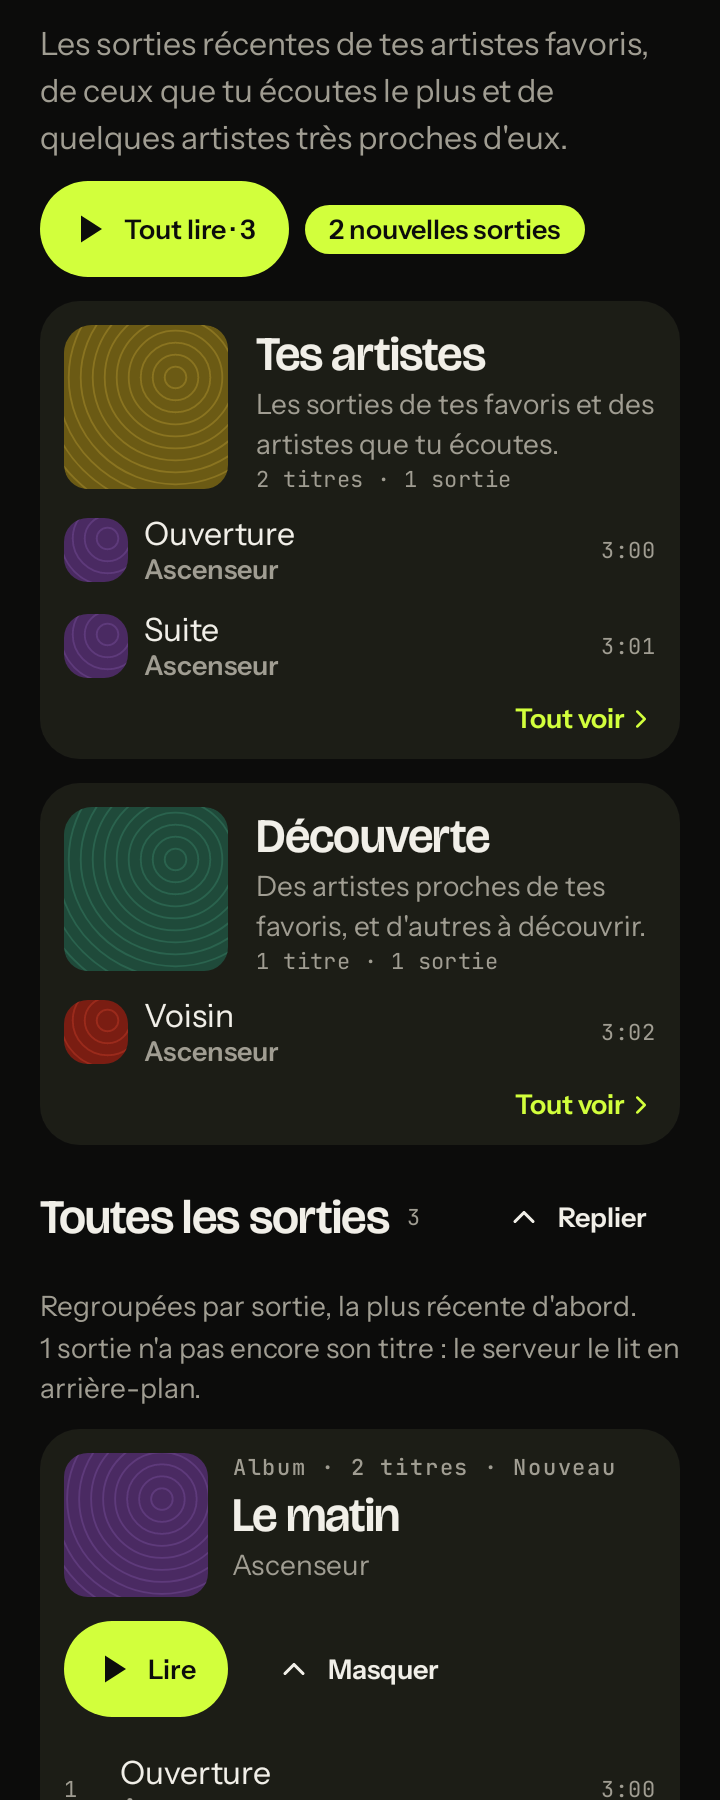 Les sorties récentes de tes artistes favoris,
de ceux que tu écoutes le plus et de
quelques artistes très proches d'eux.
Tout lire · 3
2 nouvelles sorties
Tes artistes
Les sorties de tes favoris et des
artistes que tu écoutes.
2 titres · 1 sortie
Ouverture
Ascenseur
3:00
Suite
Ascenseur
3:01
Tout voir
Découverte
Des artistes proches de tes
favoris, et d'autres à découvrir.
1 titre · 1 sortie
Voisin
Ascenseur
3:02
Tout voir
Toutes les sorties 3
Replier
Regroupées par sortie, la plus récente d'abord.
1 sortie n'a pas encore son titre : le serveur le lit en
arrière-plan.
Album · 2 titres · Nouveau
Le matin
Ascenseur
Lire
Masquer
1
Ouverture
3:00